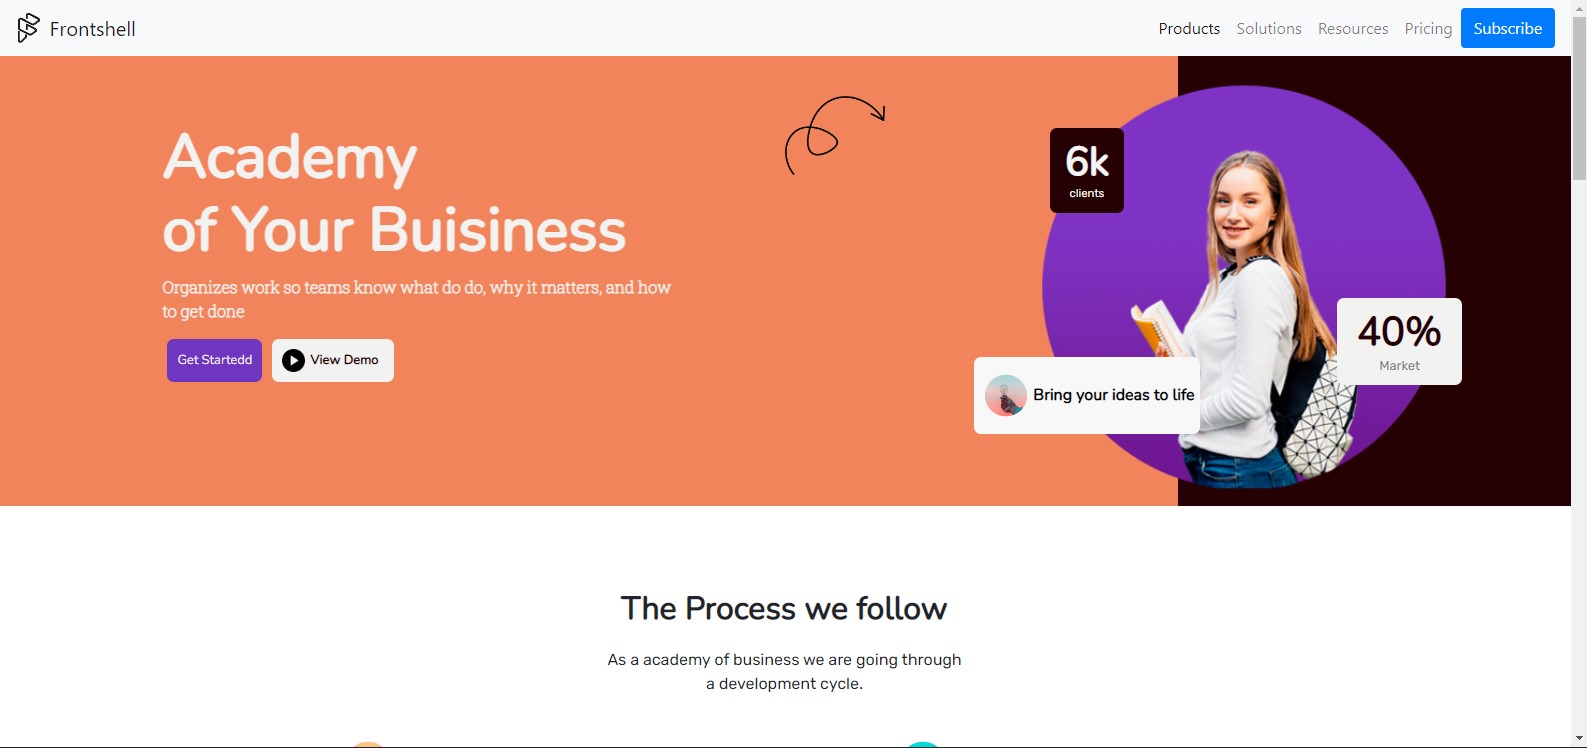 Frontshell
Products Solutions Resources Pricing Subscribe
Academy
of Your Buisiness
Organizes work so teams know what do do, why it matters, and how
to get done
Get Startedd
View Demo
6k
clients
40%
Market
Bring your ideas to life
The Process we follow
As a academy of business we are going through
a development cycle.